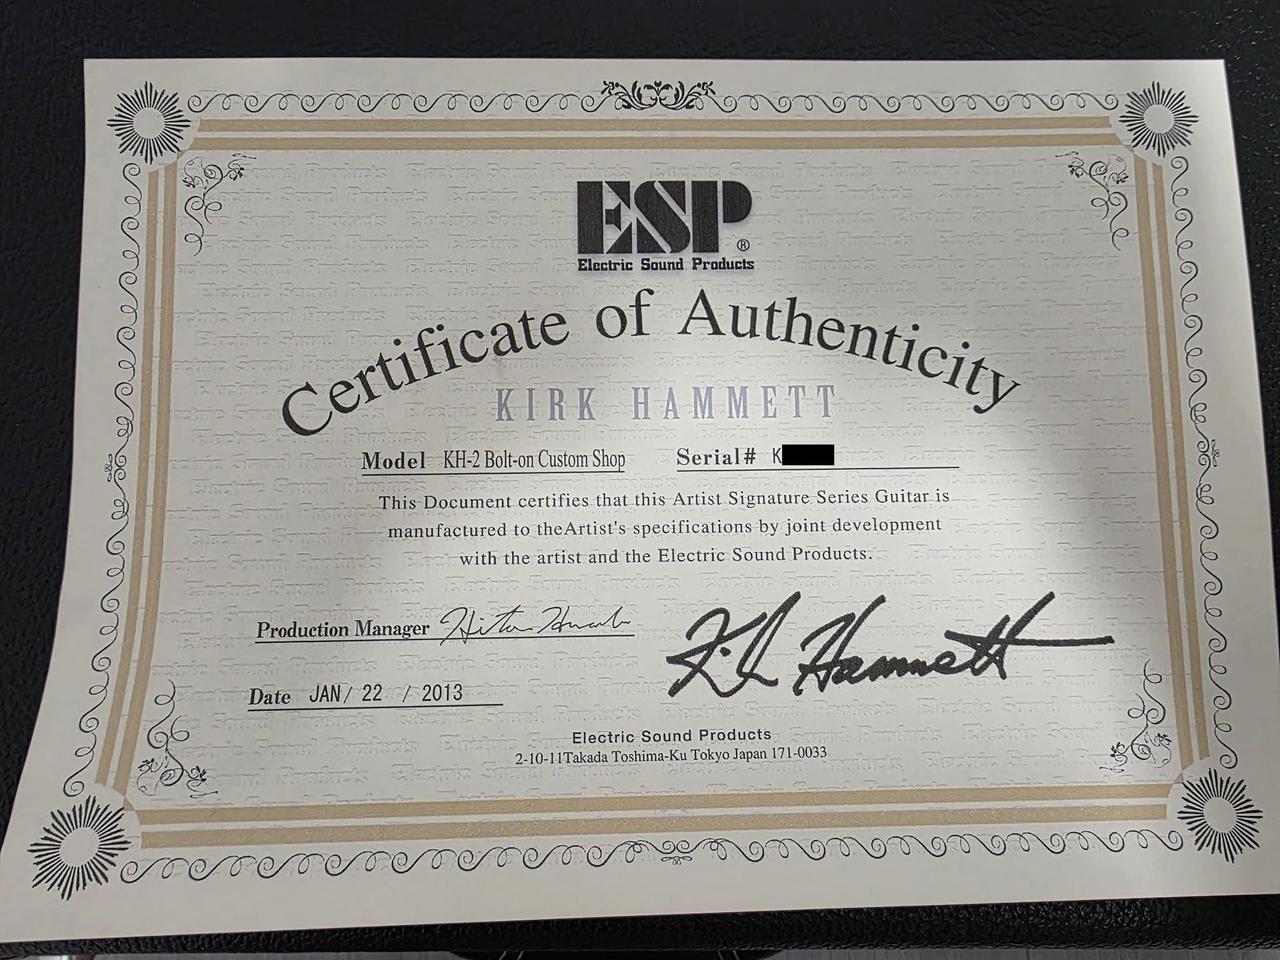 ESP®
Electric Sound Products
Certificate of Authenticity
KIRK HAMMETT
Model KH-2 Bolt-on Custom Shop Serial# K
This Document certifies that this Artist Signature Series Guitar is
manufactured to theArtist's specifications by joint development
with the artist and the Electric Sound Products.
Production Manager
Kirk Hammett
Date JAN/ 22 / 2013
Electric Sound Products
2-10-11Takada Toshima-Ku Tokyo Japan 171-0033